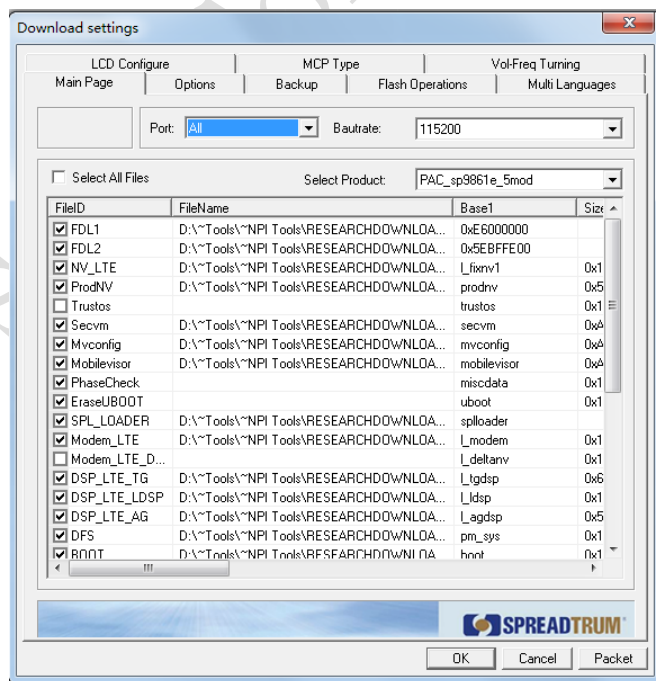 Download settings
LCD Configure MCP Type Vol-Freq Turning
Main Page Options Backup Flash Operations Multi Languages
Port: All Bautrate: 115200
Select All Files Select Product: PAC_sp9861e_5mod
FileID FileName Base1 Size
FDL1 D:\~Tools\~NPI Tools\RESEARCHDOWNLOA... 0xE6000000
FDL2 D:\~Tools\~NPI Tools\RESEARCHDOWNLOA... 0x5EBFFE00
NV_LTE D:\~Tools\~NPI Tools\RESEARCHDOWNLOA... l_fixnv1 0x1
ProdNV D:\~Tools\~NPI Tools\RESEARCHDOWNLOA... prodnv 0x5
Trustos trustos 0x1
Secvm D:\~Tools\~NPI Tools\RESEARCHDOWNLOA... secvm 0xA
Mvconfig D:\~Tools\~NPI Tools\RESEARCHDOWNLOA... mvconfig 0xA
Mobilevisor D:\~Tools\~NPI Tools\RESEARCHDOWNLOA... mobilevisor 0xA
PhaseCheck miscdata 0x1
EraseUBOOT uboot 0x1
SPL_LOADER D:\~Tools\~NPI Tools\RESEARCHDOWNLOA... splloader
Modem_LTE D:\~Tools\~NPI Tools\RESEARCHDOWNLOA... l_modem 0x1
Modem_LTE_D... l_deltanv 0x1
DSP_LTE_TG D:\~Tools\~NPI Tools\RESEARCHDOWNLOA... l_tgdsp 0x6
DSP_LTE_LDSP D:\~Tools\~NPI Tools\RESEARCHDOWNLOA... l_ldsp 0x1
DSP_LTE_AG D:\~Tools\~NPI Tools\RESEARCHDOWNLOA... l_agdsp 0x5
DFS D:\~Tools\~NPI Tools\RESEARCHDOWNLOA... pm_sys 0x1
BOOT D:\~Tools\~NPI Tools\RESEARCHDOWNLOA boot 0x1
SPREADTRUM
OK Cancel Packet